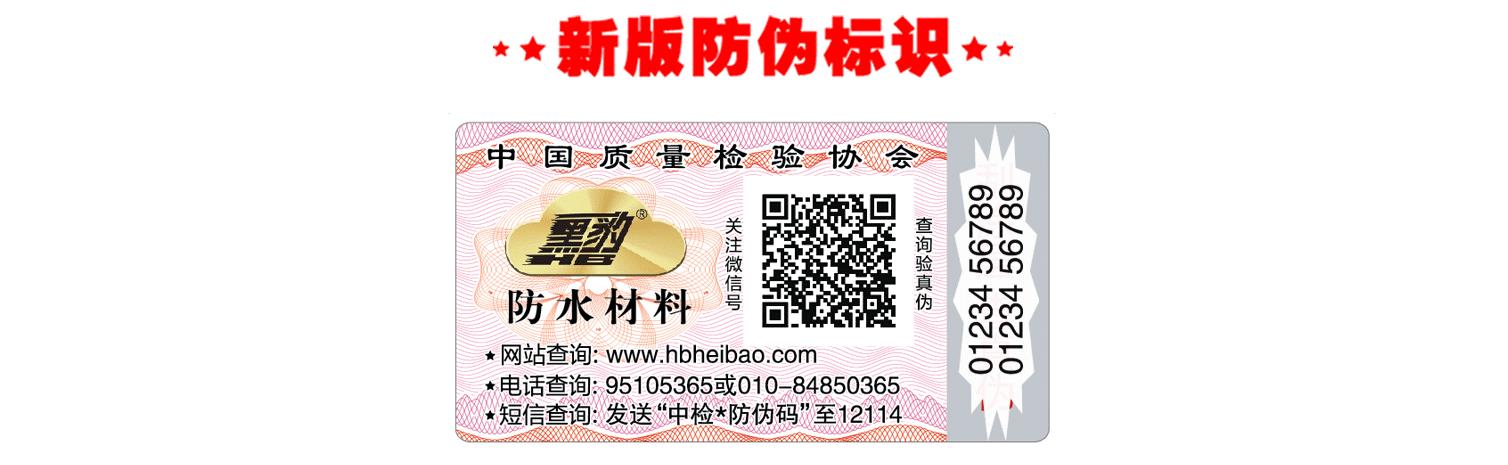 新版防伪标识
中国质量检验协会
黑豹®
HB
防水材料
关注微信号
查询验真伪
网站查询: www.hbheibao.com
电话查询: 95105365或010-84850365
短信查询: 发送“中检*防伪码”至12114
01234 56789
01234 56789
刮
伪